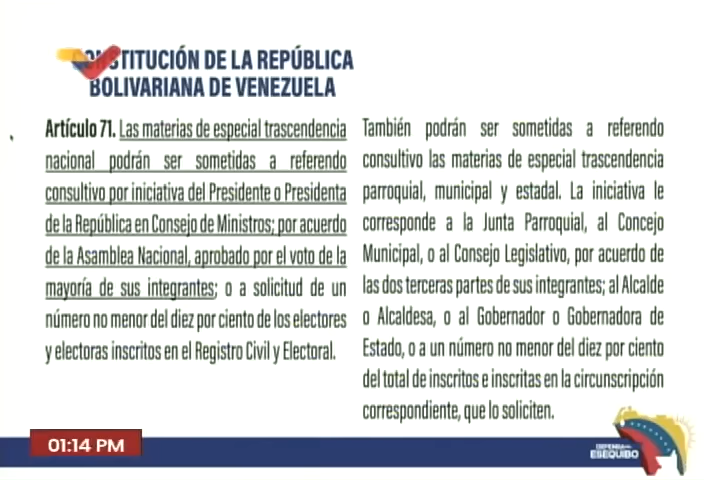 CONSTITUCIÓN DE LA REPÚBLICA
BOLIVARIANA DE VENEZUELA
Artículo 71. Las materias de especial trascendencia
nacional podrán ser sometidas a referendo
consultivo por iniciativa del Presidente o Presidenta
de la República en Consejo de Ministros; por acuerdo
de la Asamblea Nacional, aprobado por el voto de la
mayoría de sus integrantes; o a solicitud de un
número no menor del diez por ciento de los electores
y electoras inscritos en el Registro Civil y Electoral.
También podrán ser sometidas a referendo
consultivo las materias de especial trascendencia
parroquial, municipal y estadal. La iniciativa le
corresponde a la Junta Parroquial, al Concejo
Municipal, o al Consejo Legislativo, por acuerdo de
las dos terceras partes de sus integrantes; al Alcalde
o Alcaldesa, o al Gobernador o Gobernadora de
Estado, o a un número no menor del diez por ciento
del total de inscritos e inscritas en la circunscripción
correspondiente, que lo soliciten.
01:14 PM
ESEQUIBO